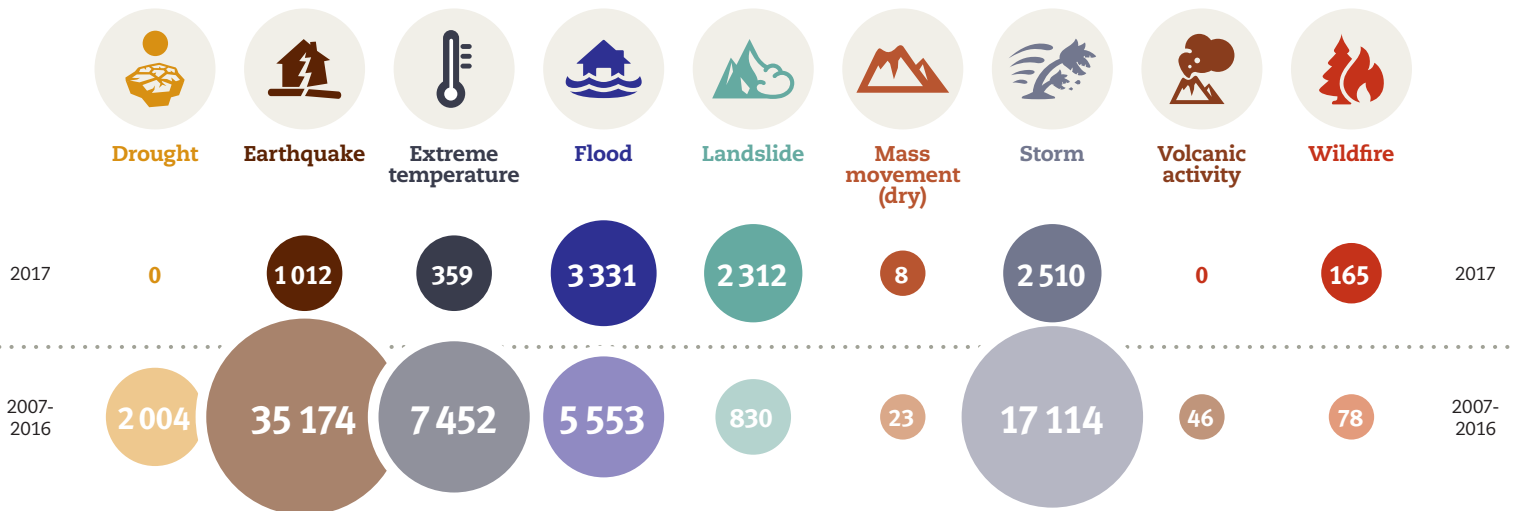 Drought
Earthquake
Extreme
temperature
Flood
Landslide
Mass
movement
(dry)
Storm
Volcanic
activity
Wildfire
2017 0 1 012 359 3 331 2 312 8 2 510 0 165 2017
2007-
2016
2 004 35 174 7 452 5 553 830 23 17 114 46 78
2007-
2016